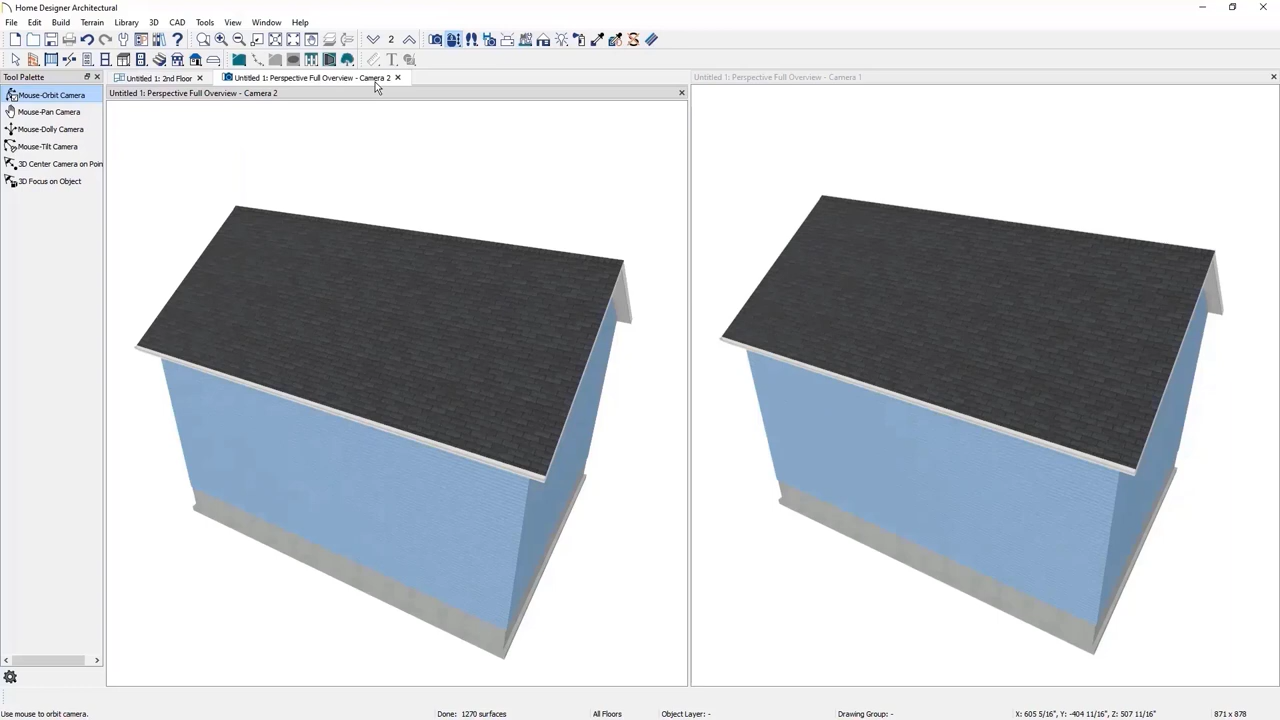 Home Designer Architectural
File Edit Build Terrain Library 3D CAD Tools View Window Help
2
Tool Palette
Untitled 1: 2nd Floor
Untitled 1: Perspective Full Overview - Camera 2
Untitled 1: Perspective Full Overview - Camera 1
Untitled 1: Perspective Full Overview - Camera 2
Mouse-Orbit Camera
Mouse-Pan Camera
Mouse-Dolly Camera
Mouse-Tilt Camera
3D Center Camera on Poin
3D Focus on Object
Use mouse to orbit camera. Done: 1270 surfaces All Floors Object Layer: - Drawing Group: - X: 605 5/16", Y: -404 11/16", Z: 507 11/16" 871 x 878